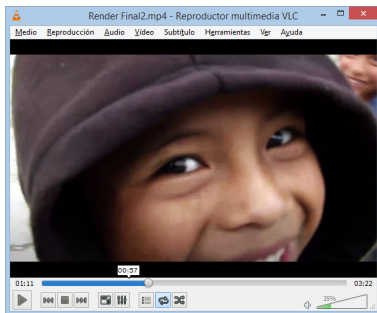 Render Final2.mp4 - Reproductor multimedia VLC
Medio Reproducción Audio Vídeo Subtítulo Herramientas Ver Ayuda
00:57
01:11 03:22
35%